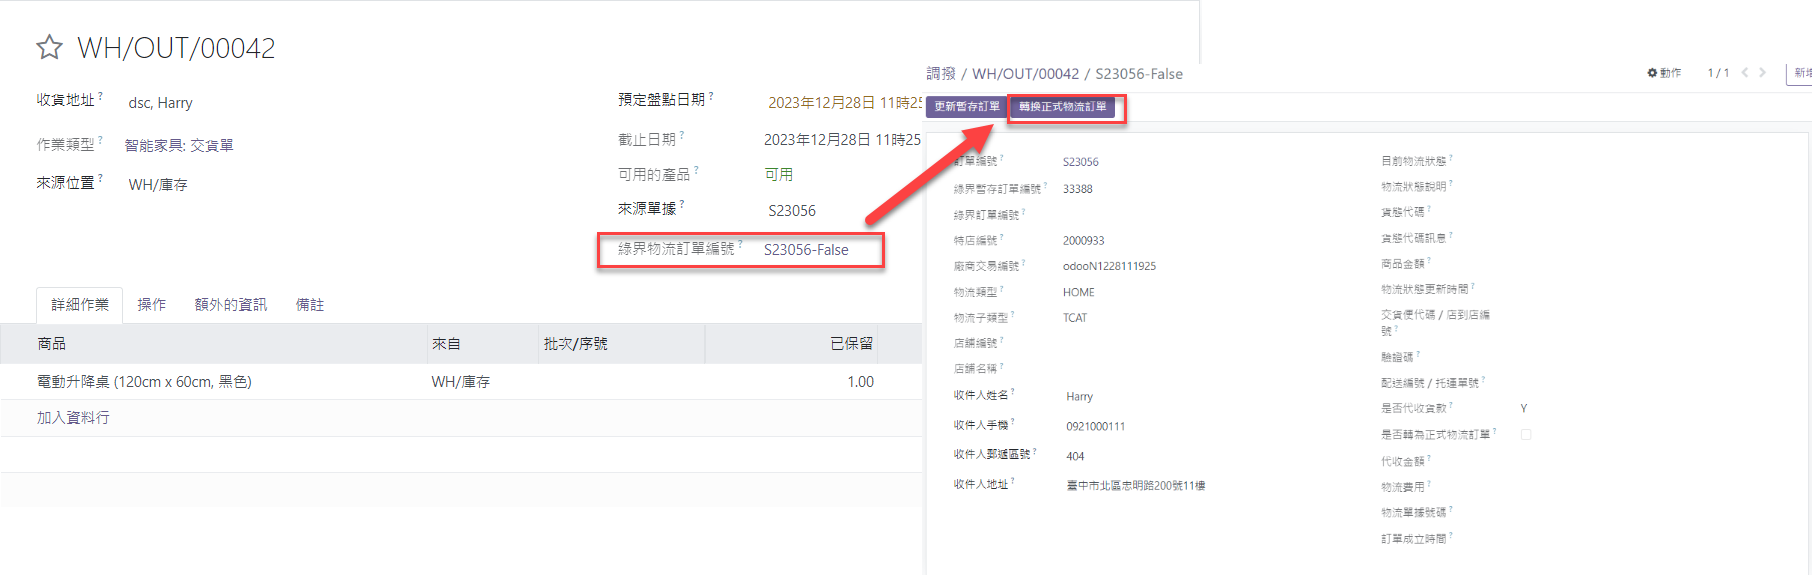 WH/OUT/00042
收貨地址?
dsc, Harry
作業類型?
智能家具: 交貨單
來源位置?
WH/庫存
預定盤點日期?
2023年12月28日 11時25
截止日期?
2023年12月28日 11時25
可用的產品?
可用
來源單據?
S23056
綠界物流訂單編號?
S23056-False
詳細作業 操作 額外的資訊 備註
商品 來自 批次/序號 已保留
電動升降桌 (120cm x 60cm, 黑色) WH/庫存 1.00
加入資料行
調撥 / WH/OUT/00042 / S23056-False
動作 1 / 1 新增
更新暫存訂單 轉換正式物流訂單
訂單編號? S23056
綠界暫存訂單編號? 33388
綠界訂單編號?
特店編號? 2000933
廠商交易編號? odooN1228111925
物流類型? HOME
物流子類型? TCAT
店舖編號?
店舖名稱?
收件人姓名? Harry
收件人手機? 0921000111
收件人郵遞區號? 404
收件人地址? 臺中市北區忠明路200號11樓
目前物流狀態?
物流狀態說明?
貨態代碼?
貨態代碼訊息?
商品金額?
物流狀態更新時間?
交貨便代碼 / 店到店編
號?
驗證碼?
配送編號 / 托運單號?
是否代收貨款? Y
是否轉為正式物流訂單?
代收金額?
物流費用?
物流單據號碼?
訂單成立時間?